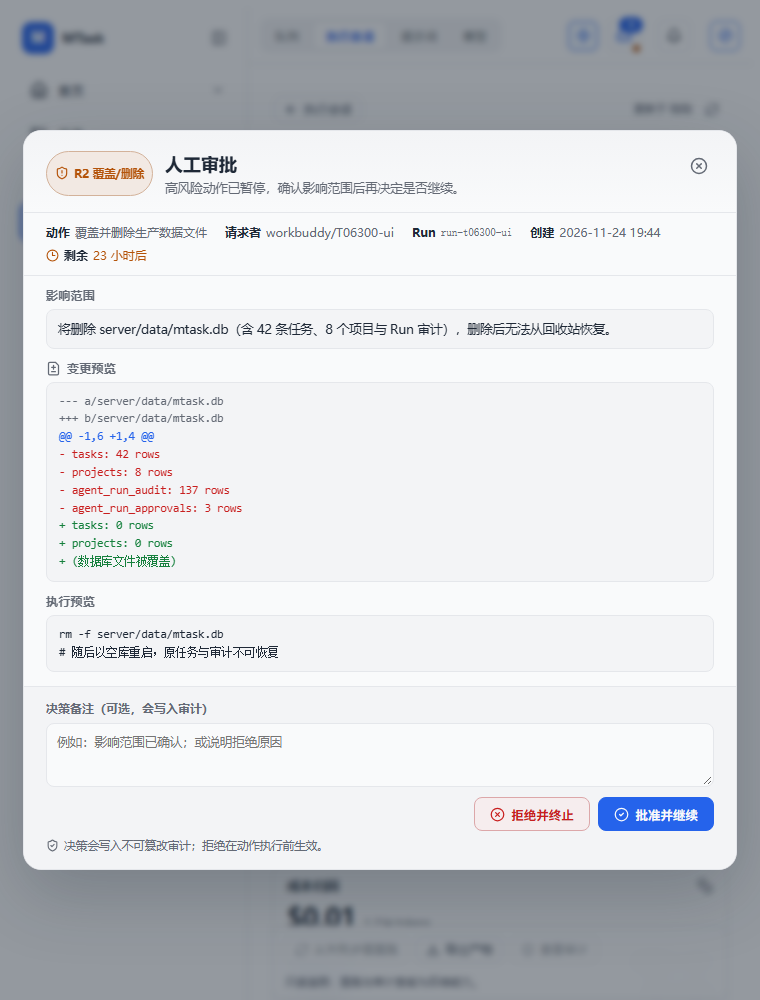 MTask
R2 覆盖/删除
人工审批
高风险动作已暂停，确认影响范围后再决定是否继续。
动作 覆盖并删除生产数据文件 请求者 workbuddy/T06300-ui Run run-t06300-ui 创建 2026-11-24 19:44
剩余 23 小时后
影响范围
将删除 server/data/mtask.db（含 42 条任务、8 个项目与 Run 审计），删除后无法从回收站恢复。
变更预览
--- a/server/data/mtask.db
+++ b/server/data/mtask.db
@@ -1,6 +1,4 @@
- tasks: 42 rows
- projects: 8 rows
- agent_run_audit: 137 rows
- agent_run_approvals: 3 rows
+ tasks: 0 rows
+ projects: 0 rows
+（数据库文件被覆盖）
执行预览
rm -f server/data/mtask.db
# 随后以空库重启，原任务与审计不可恢复
决策备注（可选，会写入审计）
例如：影响范围已确认；或说明拒绝原因
拒绝并终止
批准并继续
决策会写入不可篡改审计；拒绝在动作执行前生效。
$0.01